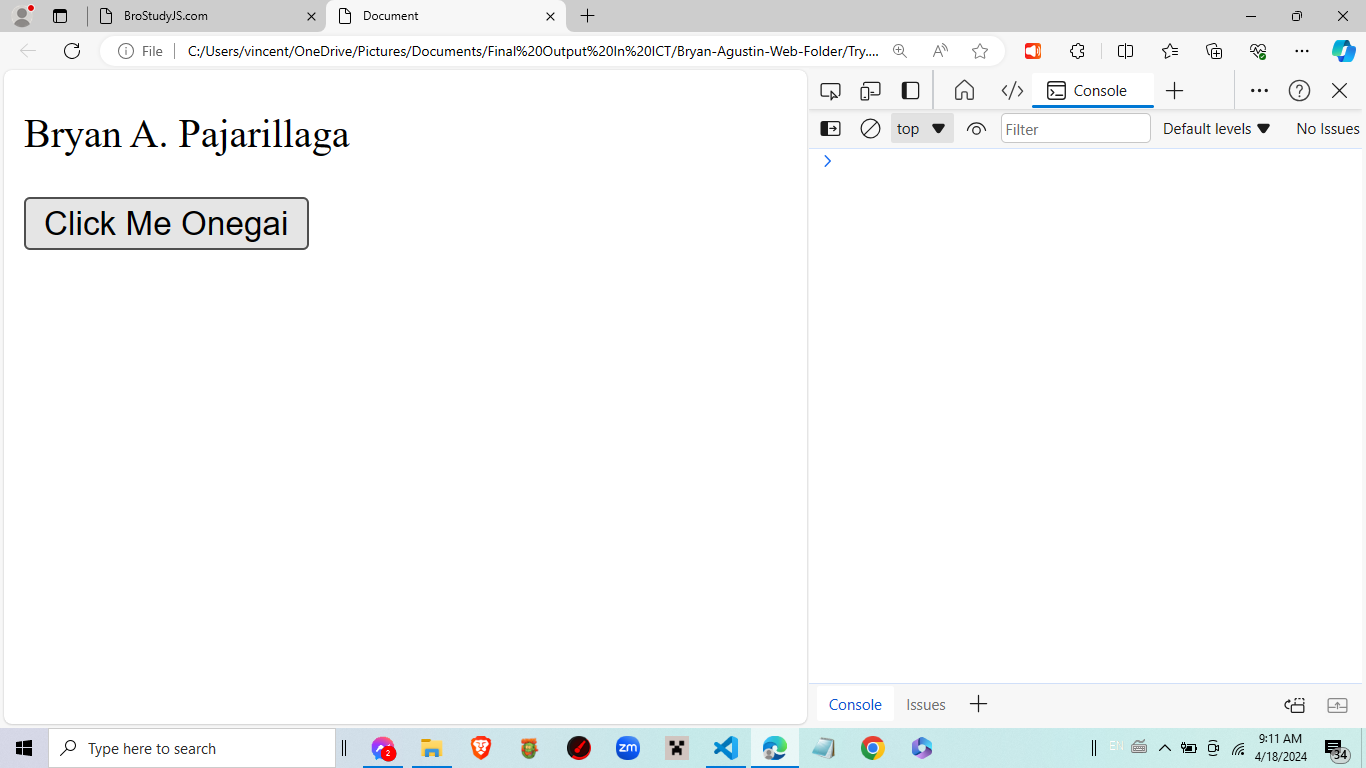 BroStudyJS.com
Document
File
C:/Users/vincent/OneDrive/Pictures/Documents/Final%20Output%20In%20ICT/Bryan-Agustin-Web-Folder/Try....
Console
top
Filter
Default levels
No Issues
Bryan A. Pajarillaga
Click Me Onegai
Console
Issues
Type here to search
2
zm
EN
9:11 AM
4/18/2024
34